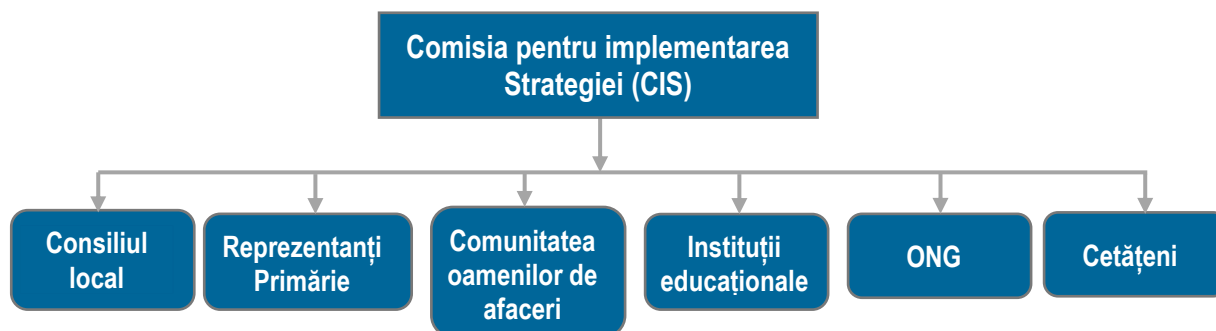 Comisia pentru implementarea
Strategiei (CIS)
Consiliul
local
Reprezentanți
Primărie
Comunitatea
oamenilor de
afaceri
Instituții
educaționale
ONG
Cetățeni